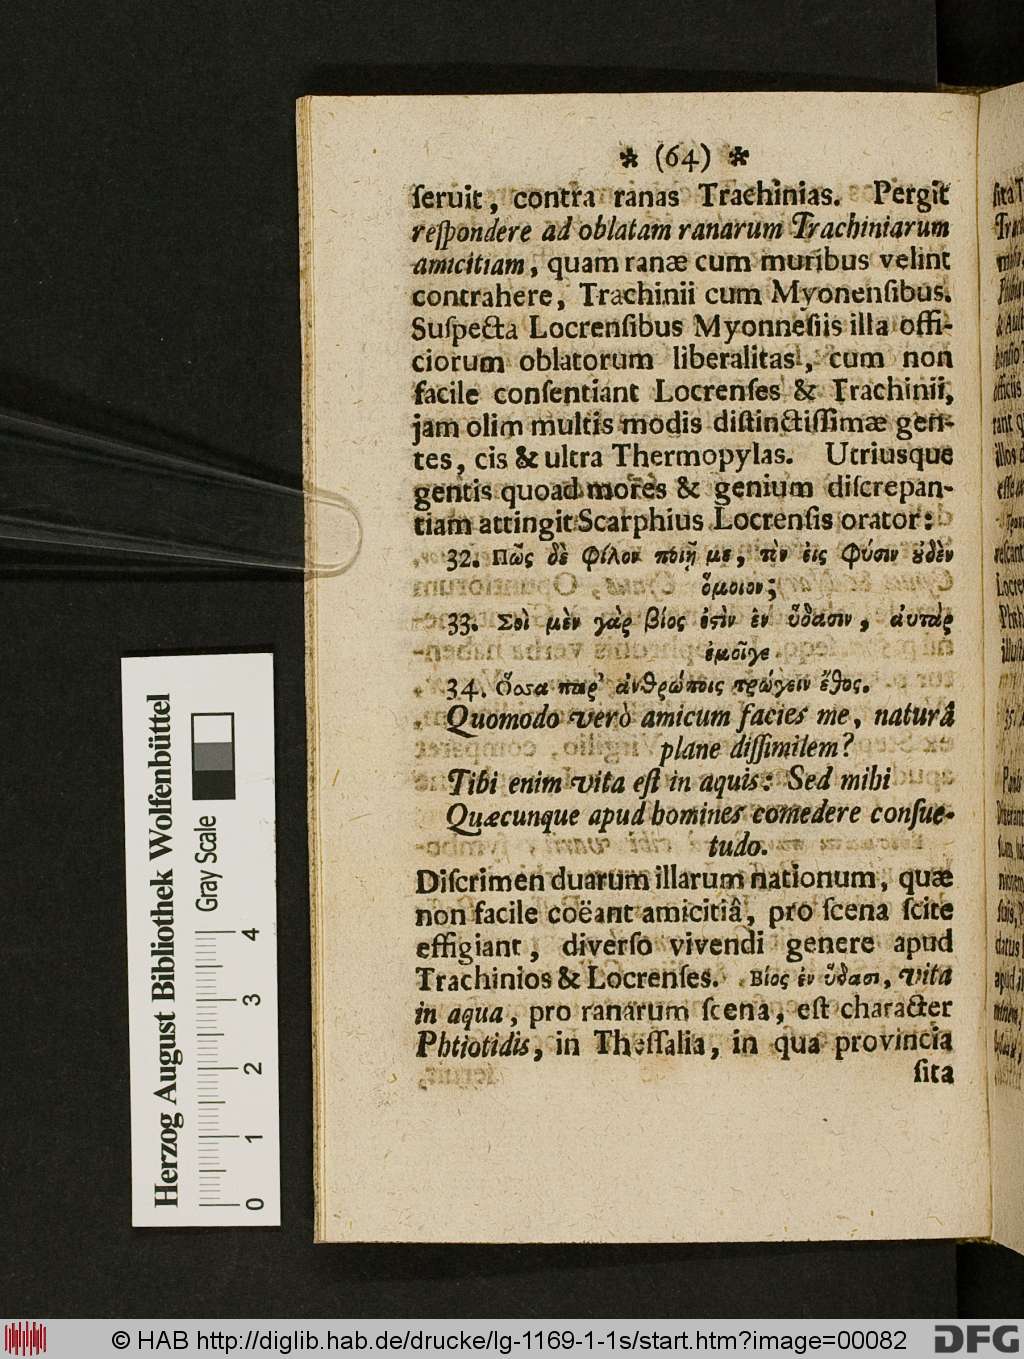 * (64) *
ſeruit, contra ranas Trachinias. Pergit
reſpondere ad oblatam ranarum Trachiniarum
amicitiam, quam ranæ cum muribus velint
contrahere, Trachinii cum Myonenſibus.
Suſpecta Locrenſibus Myonneſiis illa offi-
ciorum oblatorum liberalitas, cum non
facile conſentiant Locrenſes & Trachinii,
jam olim multis modis diſtinctiſſimæ gen-
tes, cis & ultra Thermopylas. Utriusque
gentis quoad mores & genium diſcrepan-
tiam attingit Scarphius Locrenſis orator:
32. Πῶς δὲ φίλον ποιῇ με, τὴν εἰς φύσιν ȣ̓δὲν
ὅμοιον;
33. Σοὶ μὲν γὰρ βίος ἐςὶν ἐν ὕδασιν, ἀυτὰρ
ἐμοῖγε
34. Ὅοσα παρ' ἀνθρώποις τρώγειν ἔθος.
Quomodo verò amicum facies me, naturâ
plane diſſimilem?
Tibi enim vita eſt in aquis: Sed mihi
Quæcunque apud homines comedere conſue-
tudo.
Diſcrimen duarum illarum nationum, quæ
non facile coëant amicitiâ, pro ſcena ſcite
effigiant, diverſo vivendi genere apud
Trachinios & Locrenſes. Βίος ἐν ὕδασι, vita
in aqua, pro ranarum ſcena, eſt character
Phtiotidis, in Theſſalia, in qua provincia
ſita
Herzog August Bibliothek Wolfenbüttel
Gray Scale
0 1 2 3 4
© HAB http://diglib.hab.de/drucke/lg-1169-1-1s/start.htm?image=00082
DFG